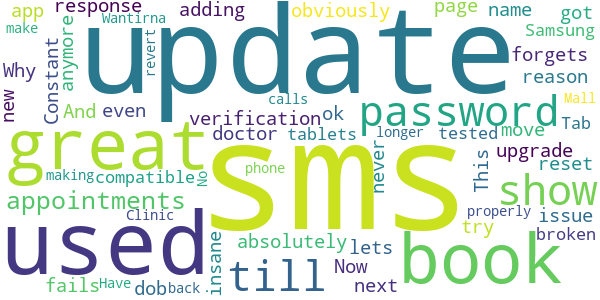 app response adding obviously page name got
make Wantirna Samsung
Why Constant anymore revert update forgets
new calls reason Mall
And even verification password Tab
great doctor ok tablets never longer tested move
sms This upgrade
making compatible No phone reset
appointments show
used insane absolutely lets properly issue
Clinic try broken
till Now book
fails Have dob back next